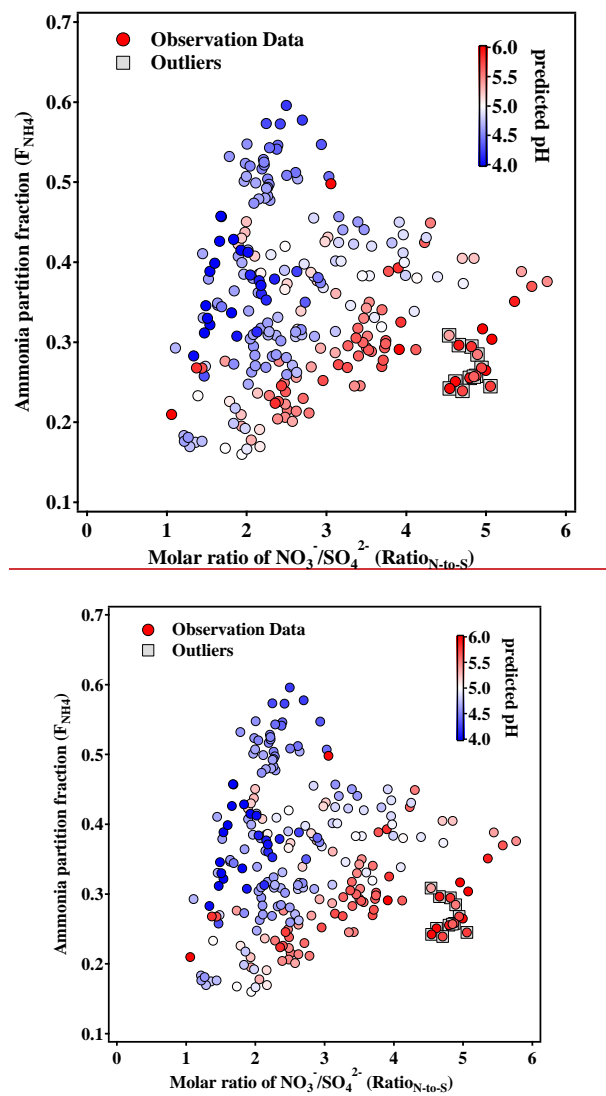 0.7
Observation Data
Outliers
6.0
5.5
5.0
4.5
4.0
predicted pH
0.6
0.5
0.4
0.3
0.2
0.1
Ammonia partition fraction (F_NH4)
0 1 2 3 4 5 6
Molar ratio of NO₃⁻/SO₄²⁻ (Ratio_N-to-S)
0.7
Observation Data
Outliers
6.0
5.5
5.0
4.5
4.0
predicted pH
0.6
0.5
0.4
0.3
0.2
0.1
Ammonia partition fraction (F_NH4)
0 1 2 3 4 5 6
Molar ratio of NO₃⁻/SO₄²⁻ (Ratio_N-to-S)